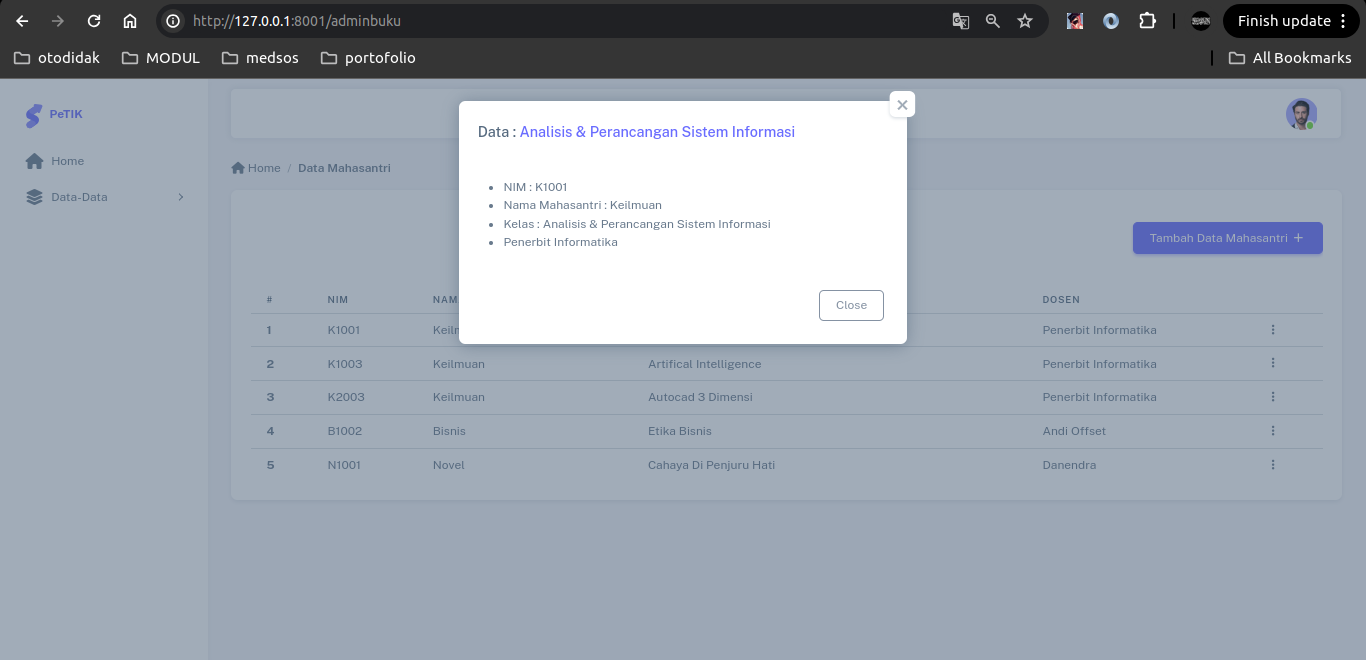 http://127.0.0.1:8001/adminbuku
Finish update
otodidak
MODUL
medsos
portofolio
All Bookmarks
PeTIK
Home
Data-Data
Home / Data Mahasantri
Data : Analisis & Perancangan Sistem Informasi
NIM : K1001
Nama Mahasantri : Keilmuan
Kelas : Analisis & Perancangan Sistem Informasi
Penerbit Informatika
Close
Tambah Data Mahasantri +
# NIM NAM DOSEN
1 K1001 Keilm Penerbit Informatika
2 K1003 Keilmuan Artifical Intelligence Penerbit Informatika
3 K2003 Keilmuan Autocad 3 Dimensi Penerbit Informatika
4 B1002 Bisnis Etika Bisnis Andi Offset
5 N1001 Novel Cahaya Di Penjuru Hati Danendra